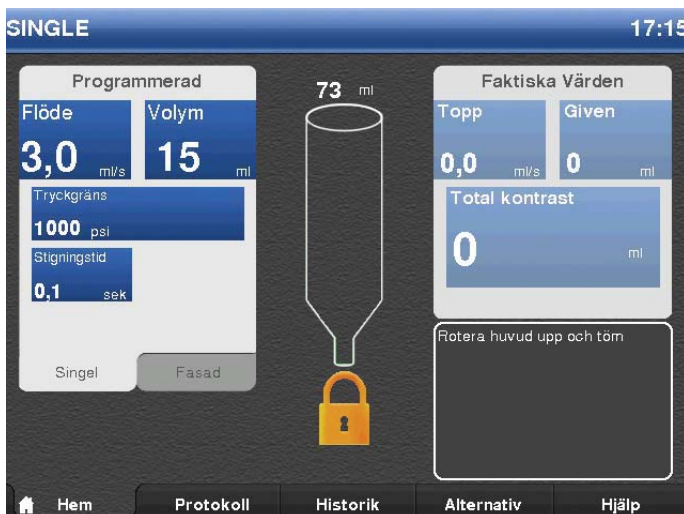 SINGLE 17:15
Programmerad
Flöde Volym
3,0 ml/s 15 ml
Tryckgräns
1000 psi
Stigningstid
0,1 sek
Singel Fasad
73 ml
Faktiska Värden
Topp Given
0,0 ml/s 0 ml
Total kontrast
0 ml
Rotera huvud upp och töm
Hem Protokoll Historik Alternativ Hjälp